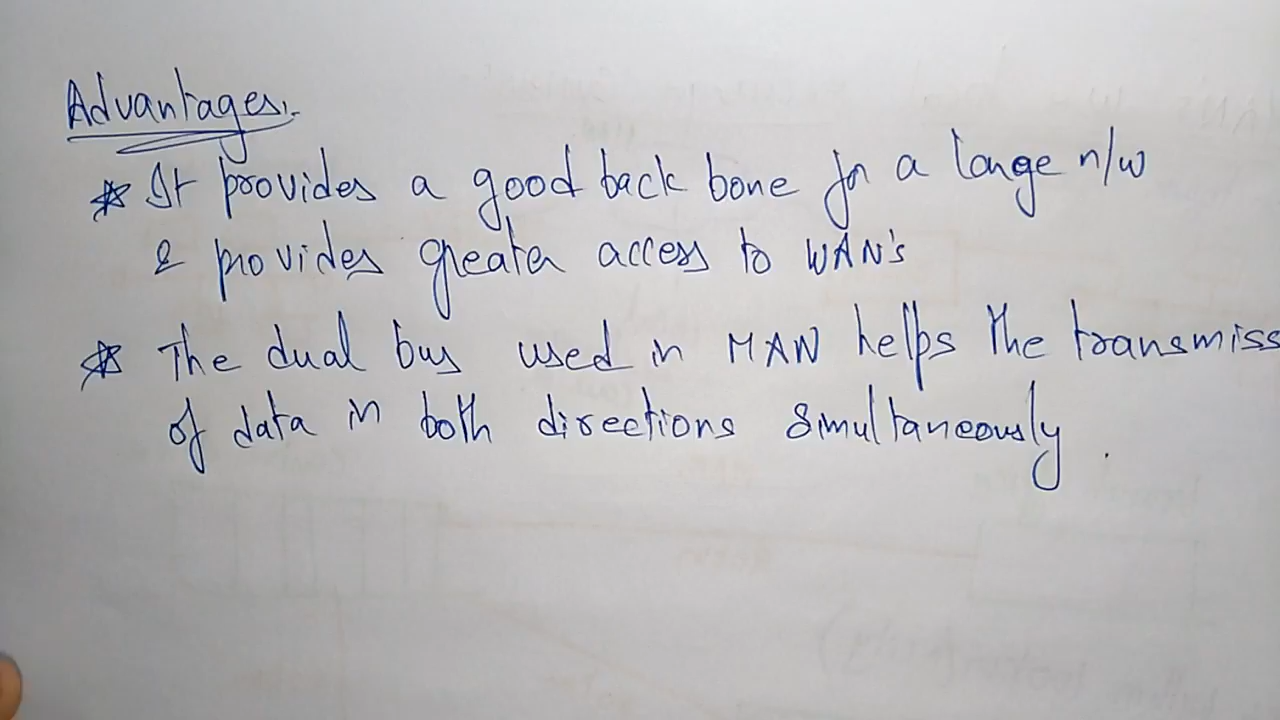 Advantages:-
* It provides a good back bone for a large n/w
& provides greater access to WAN's
* The dual bus used in MAN helps the transmiss
of data in both directions simultaneously.